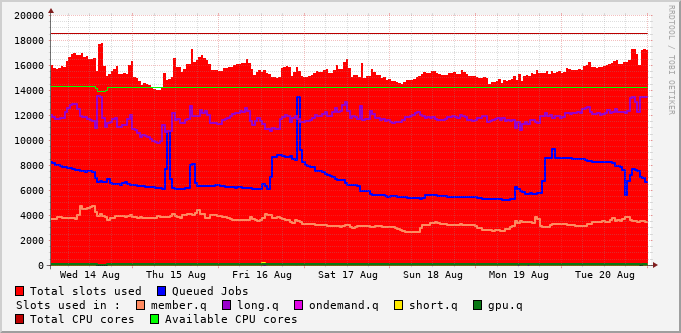 20000
18000
16000
14000
12000
10000
8000
6000
4000
2000
0
Wed 14 Aug Thu 15 Aug Fri 16 Aug Sat 17 Aug Sun 18 Aug Mon 19 Aug Tue 20 Aug
Total slots used Queued Jobs
Slots used in : member.q long.q ondemand.q short.q gpu.q
Total CPU cores Available CPU cores
RRDTOOL / TOBI OETIKER